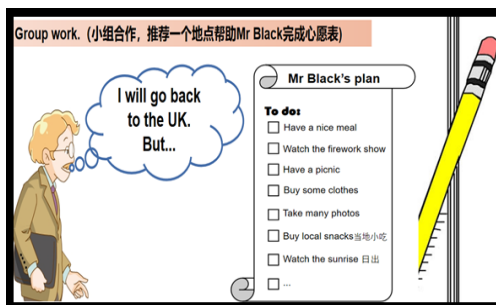 Group work. (小组合作，推荐一个地点帮助Mr Black完成心愿表)
I will go back
to the UK.
But...
Mr Black's plan
To do:
Have a nice meal
Watch the firework show
Have a picnic
Buy some clothes
Take many photos
Buy local snacks当地小吃
Watch the sunrise 日出
...